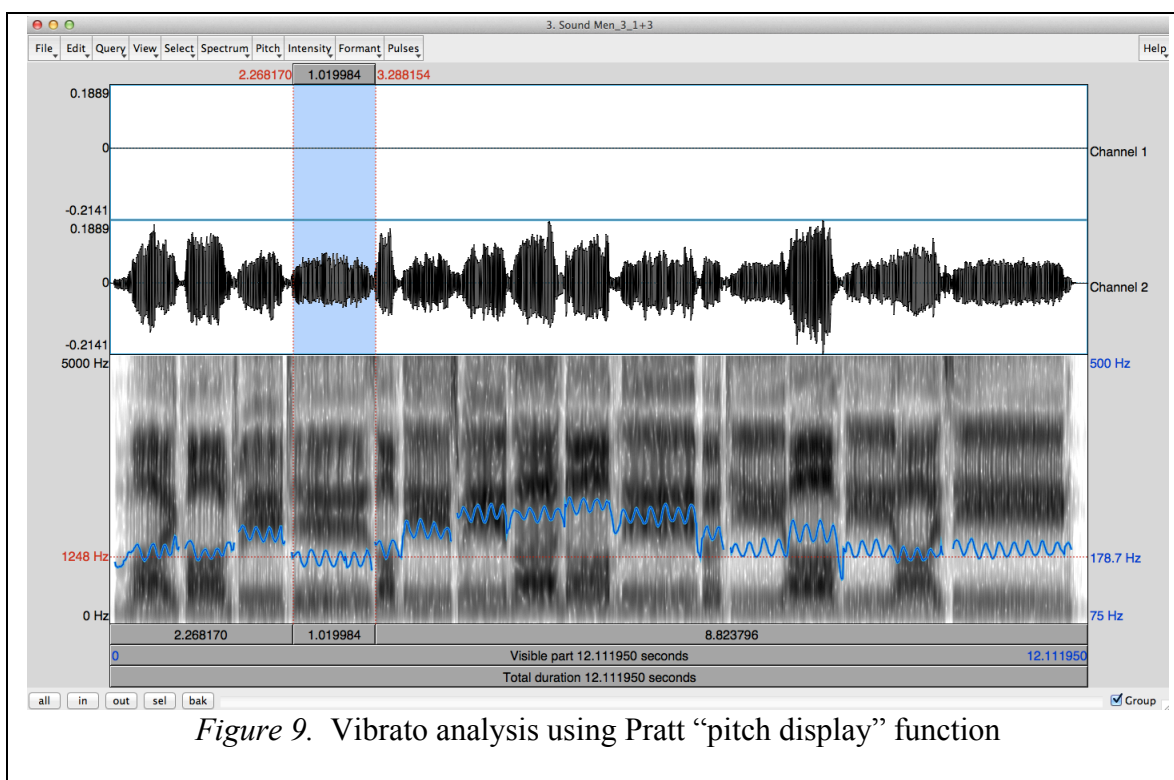 3. Sound Men_3_1+3
File Edit Query View Select Spectrum Pitch Intensity Formant Pulses Help
2.268170 1.019984 3.288154
0.1889
0
Channel 1
-0.2141
0.1889
0
Channel 2
-0.2141
5000 Hz 500 Hz
1248 Hz 178.7 Hz
0 Hz 75 Hz
2.268170 1.019984 8.823796
0 Visible part 12.111950 seconds 12.111950
Total duration 12.111950 seconds
all in out sel bak Group
Figure 9. Vibrato analysis using Pratt “pitch display” function